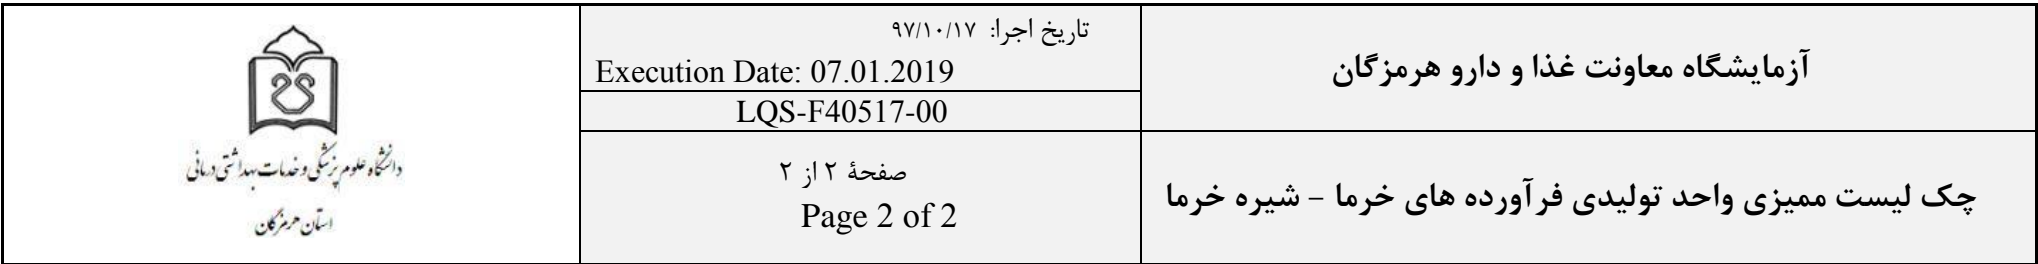 آزمایشگاه معاونت غذا و دارو هرمزگان
تاریخ اجرا: ۹۷/۱۰/۱۷
Execution Date: 07.01.2019
LQS-F40517-00
چک لیست ممیزی واحد تولیدی فرآورده های خرما - شیره خرما
صفحۀ ۲ از ۲
Page 2 of 2
دانشگاه علوم پزشکی و خدمات بهداشتی درمانی
استان هرمزگان